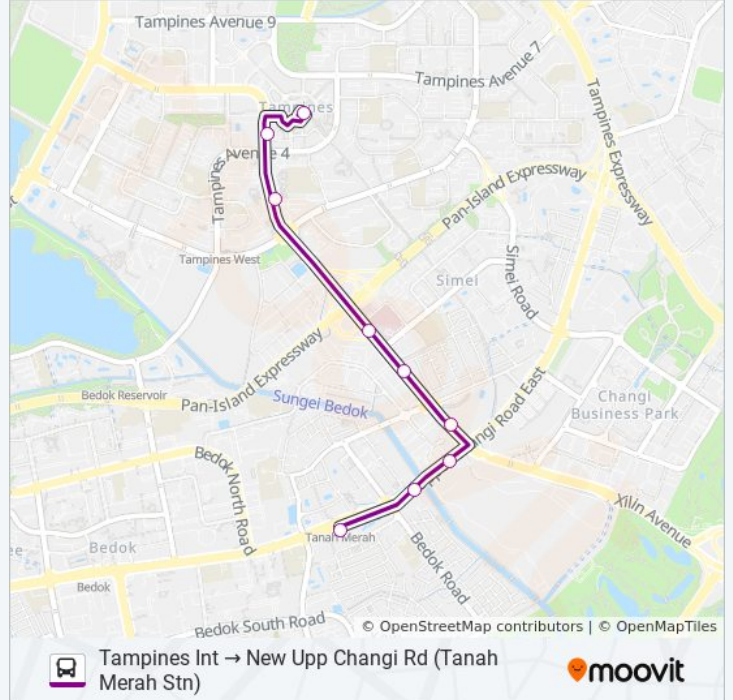 Tampines Avenue 9
Tampines Avenue 7
Tampines
Tampines Expressway
Avenue 4
Tampines
Pan-Island Expressway
Tampines West
Simei
Simei Road
Pan-Island Expressway
Bedok Reservoir
Sungei Bedok
Changi
Business Park
ngi Road East
Bedok North Road
Xilin Avenue
Tanah Merah
Bedok
Bedok Road
Bedok
Bedok South Road
© OpenStreetMap contributors | © OpenMapTiles
Tampines Int → New Upp Changi Rd (Tanah
Merah Stn)
moovit